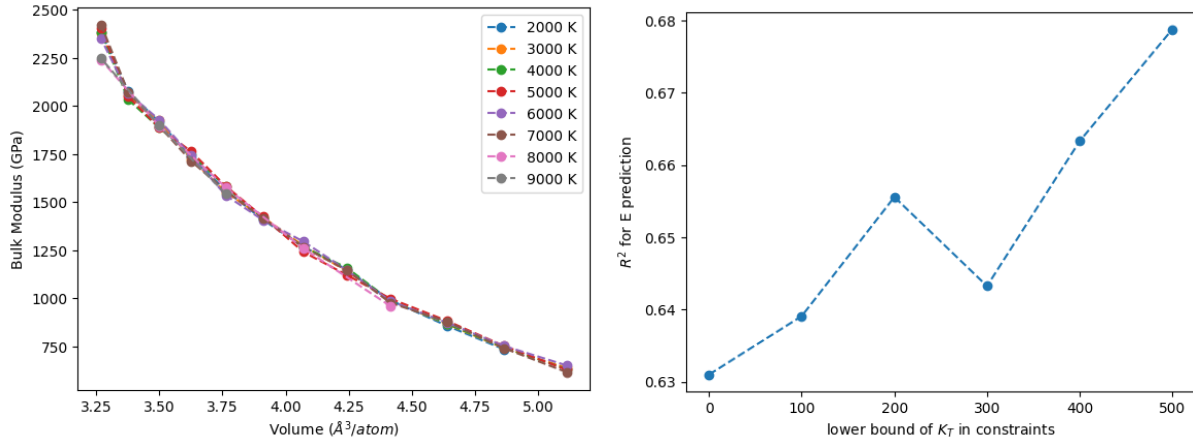 2500
2250
2000
1750
1500
1250
1000
750
Bulk Modulus (GPa)
2000 K
3000 K
4000 K
5000 K
6000 K
7000 K
8000 K
9000 K
3.25 3.50 3.75 4.00 4.25 4.50 4.75 5.00
Volume (Å³/atom)
0.68
0.67
0.66
0.65
0.64
0.63
R² for E prediction
0 100 200 300 400 500
lower bound of K_T in constraints